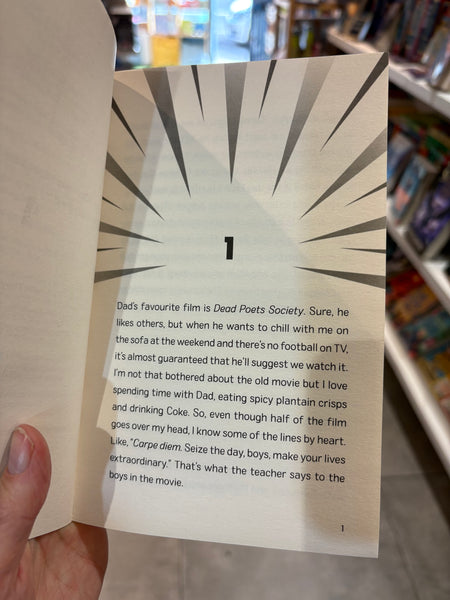 1
Dad's favourite film is Dead Poets Society. Sure, he
likes others, but when he wants to chill with me on
the sofa at the weekend and there's no football on TV,
it's almost guaranteed that he'll suggest we watch it.
I'm not that bothered about the old movie but I love
spending time with Dad, eating spicy plantain crisps
and drinking Coke. So, even though half of the film
goes over my head, I know some of the lines by heart.
Like, "Carpe diem. Seize the day, boys, make your lives
extraordinary." That's what the teacher says to the
boys in the movie.
1